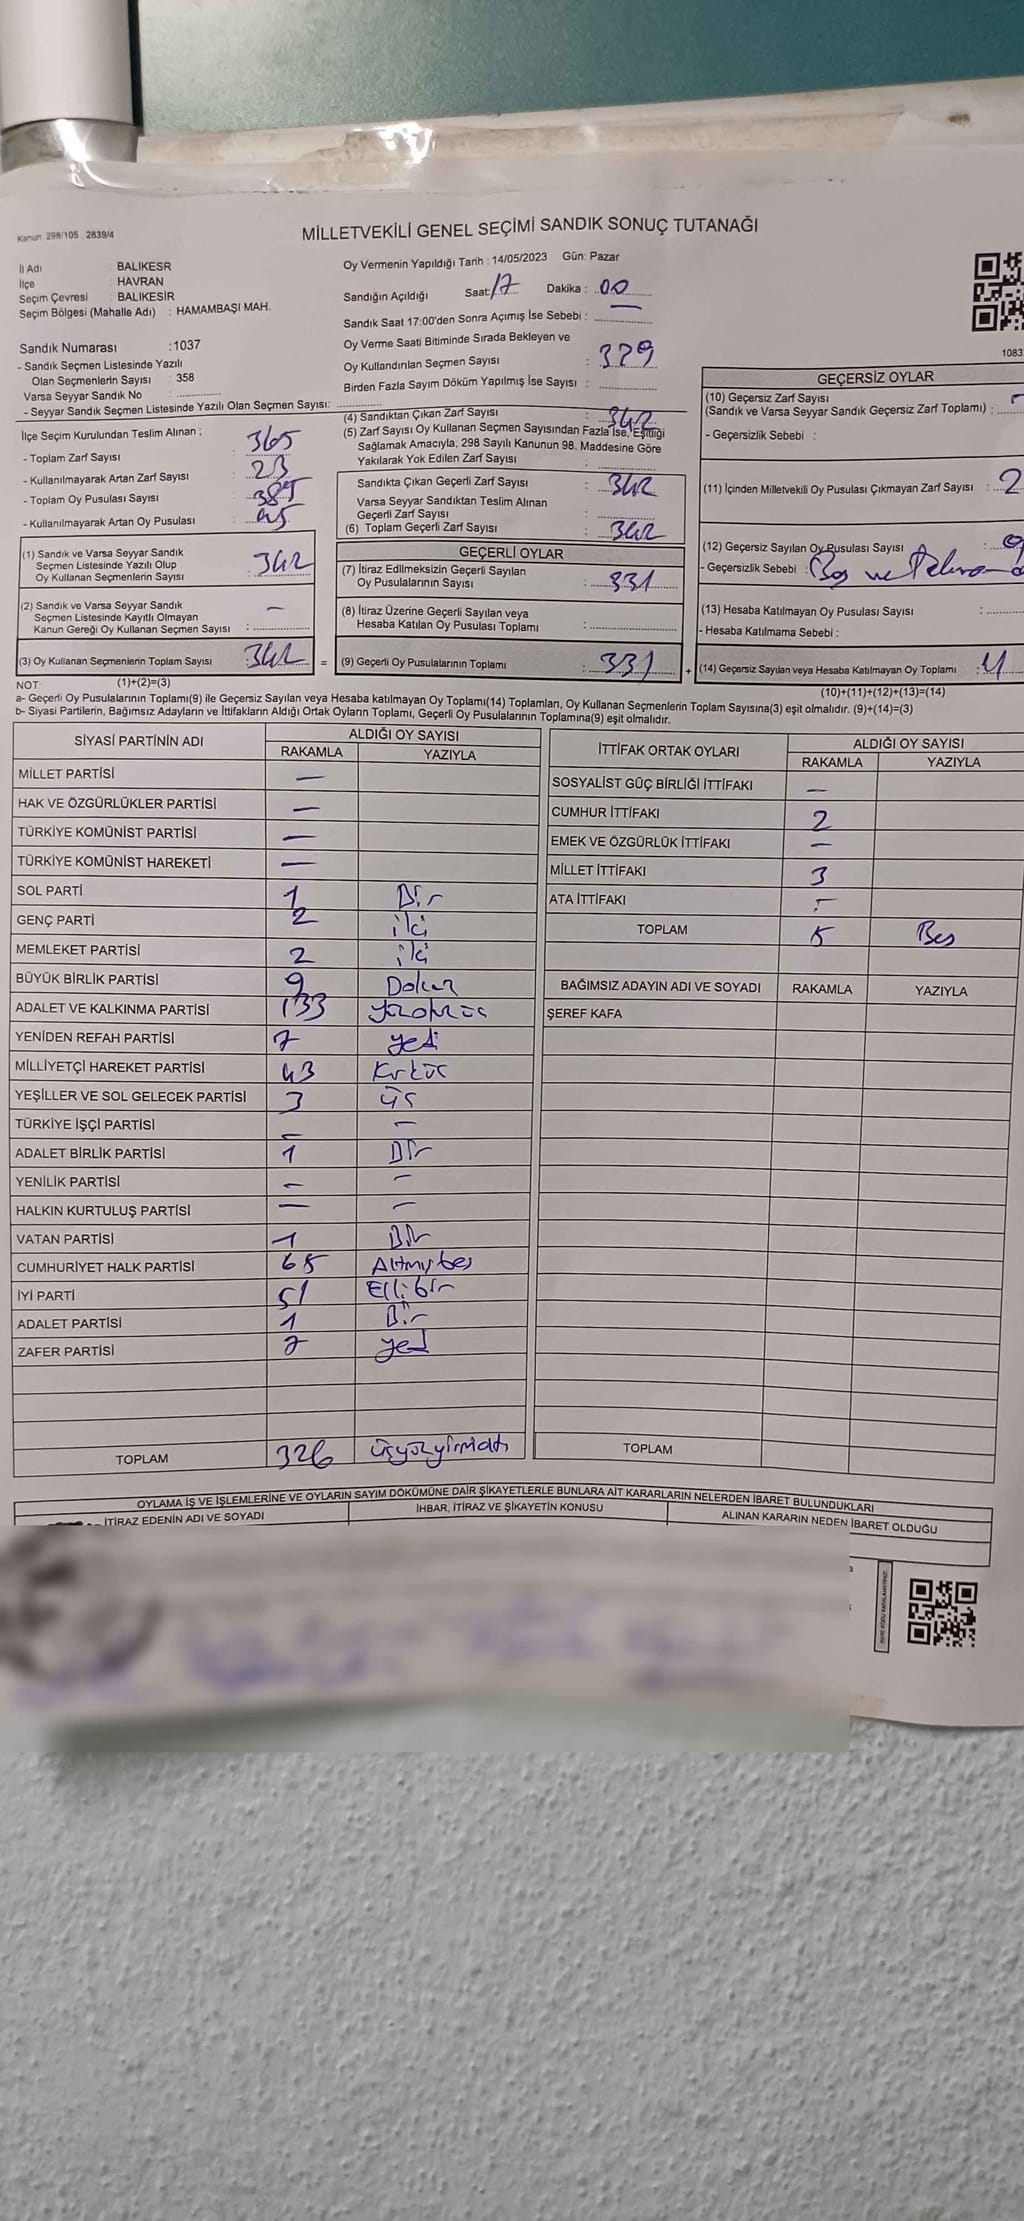 Kanun: 298/105 . 2839/4
MİLLETVEKİLİ GENEL SEÇİMİ SANDIK SONUÇ TUTANAĞI
İl Adı : BALIKESR
İlçe : HAVRAN
Seçim Çevresi : BALIKESİR
Seçim Bölgesi (Mahalle Adı) : HAMAMBAŞI MAH.
Sandık Numarası :1037
- Sandık Seçmen Listesinde Yazılı
Olan Seçmenlerin Sayısı : 358
Varsa Seyyar Sandık No :
- Seyyar Sandık Seçmen Listesinde Yazılı Olan Seçmen Sayısı:
İlçe Seçim Kurulundan Teslim Alınan ;
- Toplam Zarf Sayısı : 365
- Kullanılmayarak Artan Zarf Sayısı : 23
- Toplam Oy Pusulası Sayısı : 385
- Kullanılmayarak Artan Oy Pusulası :
(1) Sandık ve Varsa Seyyar Sandık
Seçmen Listesinde Yazılı Olup
Oy Kullanan Seçmenlerin Sayısı : 342
(2) Sandık ve Varsa Seyyar Sandık
Seçmen Listesinde Kayıtlı Olmayan
Kanun Gereği Oy Kullanan Seçmen Sayısı : —
(3) Oy Kullanan Seçmenlerin Toplam Sayısı : 342 =
(1)+(2)=(3)
Oy Vermenin Yapıldığı Tarih : 14/05/2023 Gün: Pazar
Sandığın Açıldığı Saat: 17 Dakika : 00
Sandık Saat 17:00'den Sonra Açımış İse Sebebi : —
Oy Verme Saati Bitiminde Sırada Bekleyen ve
Oy Kullandırılan Seçmen Sayısı : 329
Birden Fazla Sayım Döküm Yapılmış İse Sayısı :
(4) Sandıktan Çıkan Zarf Sayısı : 342
(5) Zarf Sayısı Oy Kullanan Seçmen Sayısından Fazla İse, Eşitliği
Sağlamak Amacıyla, 298 Sayılı Kanunun 98. Maddesine Göre
Yakılarak Yok Edilen Zarf Sayısı :
Sandıkta Çıkan Geçerli Zarf Sayısı : 342
Varsa Seyyar Sandıktan Teslim Alınan
Geçerli Zarf Sayısı :
(6) Toplam Geçerli Zarf Sayısı : 342
GEÇERLİ OYLAR
(7) İtiraz Edilmeksizin Geçerli Sayılan
Oy Pusulalarının Sayısı : 331
(8) İtiraz Üzerine Geçerli Sayılan veya
Hesaba Katılan Oy Pusulası Toplamı :
(9) Geçerli Oy Pusulalarının Toplamı : 331 +
1083
GEÇERSİZ OYLAR
(10) Geçersiz Zarf Sayısı
(Sandık ve Varsa Seyyar Sandık Geçersiz Zarf Toplamı) :
- Geçersizlik Sebebi :
(11) İçinden Milletvekili Oy Pusulası Çıkmayan Zarf Sayısı : 2
(12) Geçersiz Sayılan Oy Pusulası Sayısı : 9
- Geçersizlik Sebebi : Boş ve
(13) Hesaba Katılmayan Oy Pusulası Sayısı :
- Hesaba Katılmama Sebebi :
(14) Geçersiz Sayılan veya Hesaba Katılmayan Oy Toplamı :
(10)+(11)+(12)+(13)=(14)
NOT:
a- Geçerli Oy Pusulalarının Toplamı(9) ile Geçersiz Sayılan veya Hesaba katılmayan Oy Toplamı(14) Toplamları, Oy Kullanan Seçmenlerin Toplam Sayısına(3) eşit olmalıdır. (9)+(14)=(3)
b- Siyasi Partilerin, Bağımsız Adayların ve İttifakların Aldığı Ortak Oyların Toplamı, Geçerli Oy Pusulalarının Toplamına(9) eşit olmalıdır.
SİYASİ PARTİNİN ADI ALDIĞI OY SAYISI
RAKAMLA YAZIYLA
MİLLET PARTİSİ —
HAK VE ÖZGÜRLÜKLER PARTİSİ —
TÜRKİYE KOMÜNİST PARTİSİ —
TÜRKİYE KOMÜNİST HAREKETİ —
SOL PARTİ 1 Bir
GENÇ PARTİ 2 iki
MEMLEKET PARTİSİ 2 iki
BÜYÜK BİRLİK PARTİSİ 9 Dokuz
ADALET VE KALKINMA PARTİSİ 133 Yüzotuzüç
YENİDEN REFAH PARTİSİ 7 Yedi
MİLLİYETÇİ HAREKET PARTİSİ 43 Kırküç
YEŞİLLER VE SOL GELECEK PARTİSİ 3 üç
TÜRKİYE İŞÇİ PARTİSİ — —
ADALET BİRLİK PARTİSİ 1 Bir
YENİLİK PARTİSİ — —
HALKIN KURTULUŞ PARTİSİ — —
VATAN PARTİSİ 1 Bir
CUMHURİYET HALK PARTİSİ 65 Altmışbeş
İYİ PARTİ 51 Ellibir
ADALET PARTİSİ 1 Bir
ZAFER PARTİSİ 7 Yedi
TOPLAM 326 üçyüzyirmialtı
İTTİFAK ORTAK OYLARI ALDIĞI OY SAYISI
RAKAMLA YAZIYLA
SOSYALİST GÜÇ BİRLİĞİ İTTİFAKI —
CUMHUR İTTİFAKI 2
EMEK VE ÖZGÜRLÜK İTTİFAKI —
MİLLET İTTİFAKI 3
ATA İTTİFAKI —
TOPLAM 5 Beş
BAĞIMSIZ ADAYIN ADI VE SOYADI RAKAMLA YAZIYLA
ŞEREF KAFA
TOPLAM
OYLAMA İŞ VE İŞLEMLERİNE VE OYLARIN SAYIM DÖKÜMÜNE DAİR ŞİKAYETLERLE BUNLARA AİT KARARLARIN NELERDEN İBARET BULUNDUKLARI
İTİRAZ EDENİN ADI VE SOYADI İHBAR, İTİRAZ VE ŞİKAYETİN KONUSU ALINAN KARARIN NEDEN İBARET OLDUĞU